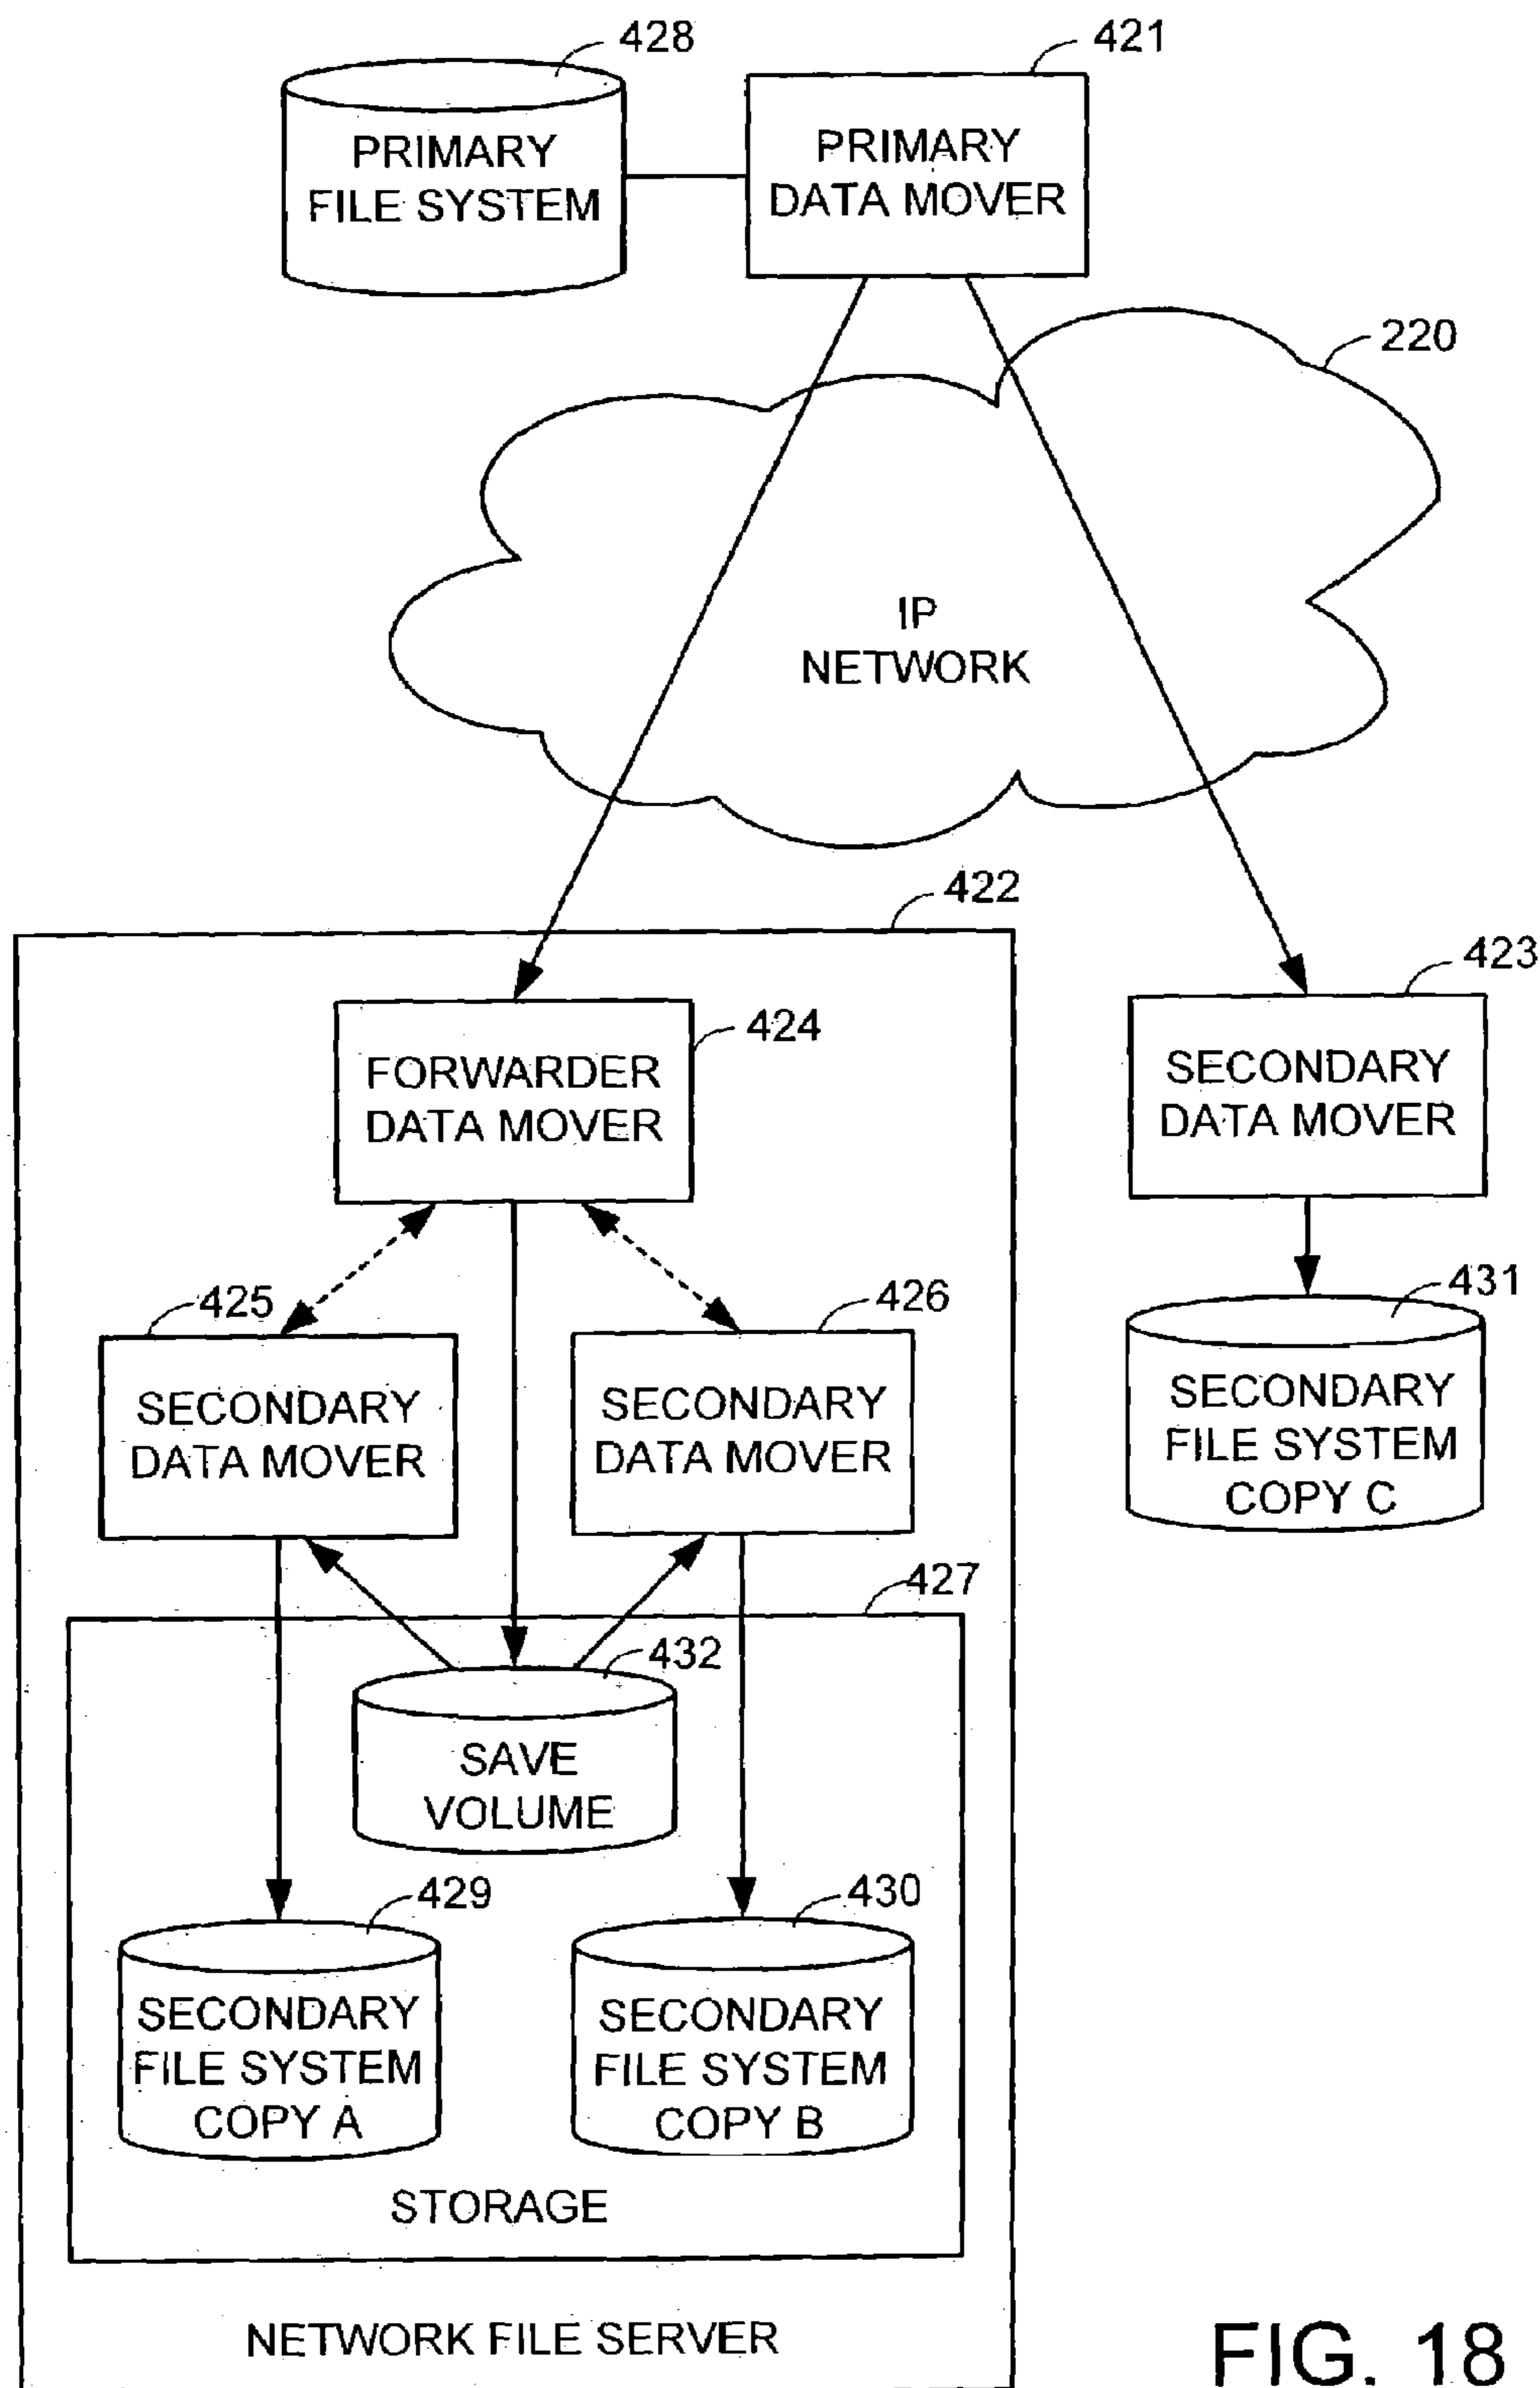 428
421
PRIMARY
FILE SYSTEM
PRIMARY
DATA MOVER
220
IP
NETWORK
422
423
424
FORWARDER
DATA MOVER
SECONDARY
DATA MOVER
425
426
431
SECONDARY
DATA MOVER
SECONDARY
DATA MOVER
SECONDARY
FILE SYSTEM
COPY C
427
432
SAVE
VOLUME
429
430
SECONDARY
FILE SYSTEM
COPY A
SECONDARY
FILE SYSTEM
COPY B
STORAGE
NETWORK FILE SERVER
FIG. 18